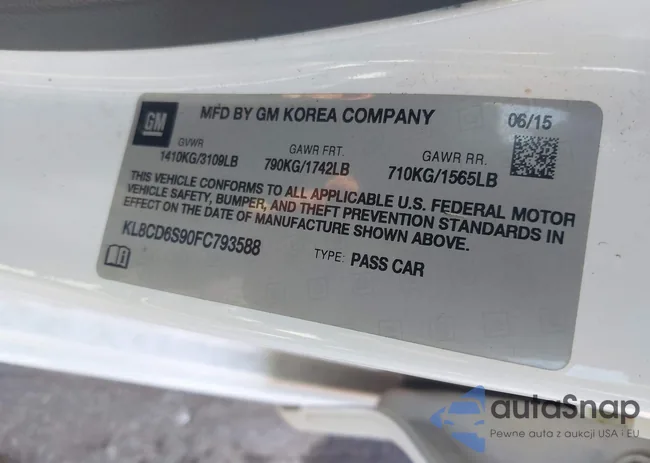 GM
MFD BY GM KOREA COMPANY
06/15
GVWR
1410KG/3109LB
GAWR FRT.
790KG/1742LB
GAWR RR.
710KG/1565LB
THIS VEHICLE CONFORMS TO ALL APPLICABLE U.S. FEDERAL MOTOR
VEHICLE SAFETY, BUMPER, AND THEFT PREVENTION STANDARDS IN
EFFECT ON THE DATE OF MANUFACTURE SHOWN ABOVE.
KL8CD6S90FC793588
TYPE: PASS CAR
autaSnap
Pewne auta z aukcji USA i EU